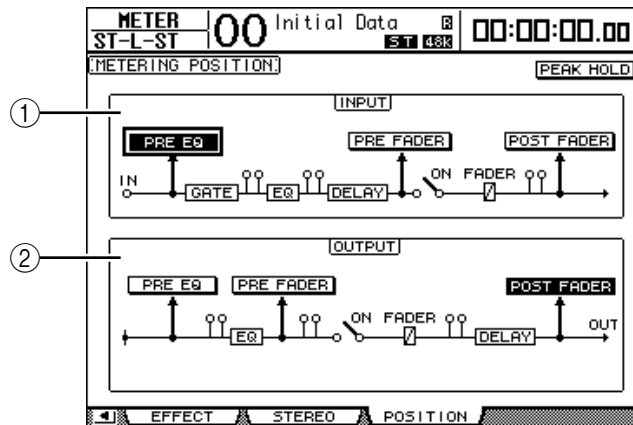 METER 00 Initial Data R 00:00:00.00
ST-L-ST ST 48K
METERING POSITION PEAK HOLD
① INPUT
PRE EQ PRE FADER POST FADER
IN GATE EQ DELAY ON FADER
② OUTPUT
PRE EQ PRE FADER POST FADER
EQ ON FADER DELAY OUT
EFFECT STEREO POSITION